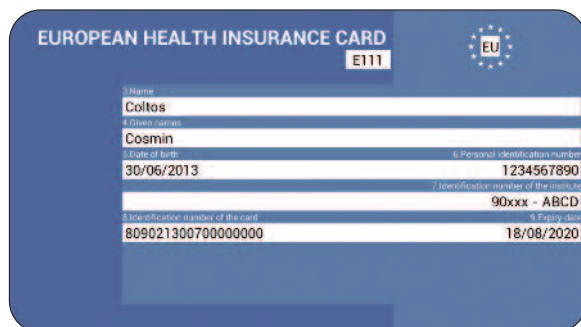 EUROPEAN HEALTH INSURANCE CARD
E111
EU
3.Name
Coltos
4.Given names
Cosmin
5.Date of birth 6.Personal identification number
30/06/2013 1234567890
7.Identification number of the institute
90xxx - ABCD
8.Identification number of the card 9.Expiry date
809021300700000000 18/08/2020